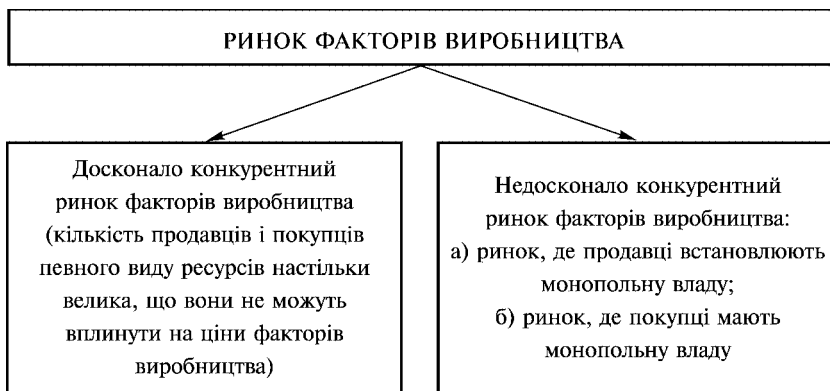 РИНОК ФАКТОРІВ ВИРОБНИЦТВА
Досконало конкурентний
ринок факторів виробництва
(кількість продавців і покупців
певного виду ресурсів настільки
велика, що вони не можуть
вплинути на ціни факторів
виробництва)
Недосконало конкурентний
ринок факторів виробництва:
а) ринок, де продавці встановлюють
монопольну владу;
б) ринок, де покупці мають
монопольну владу